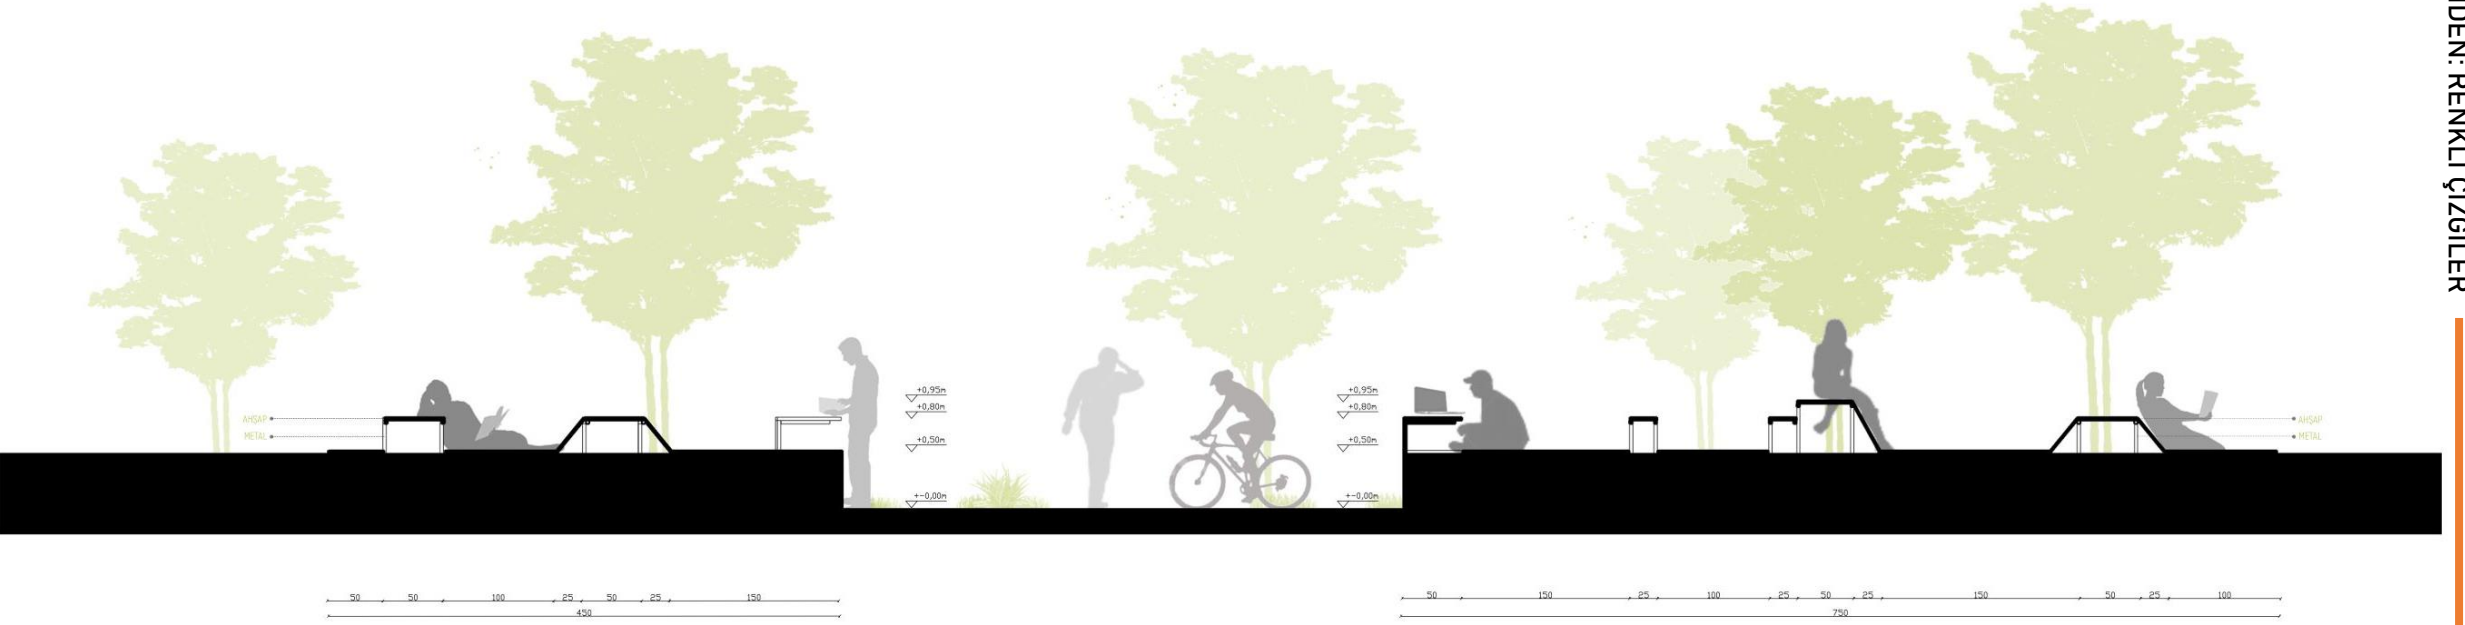 İDEN: RENKLİ ÇİZGİLER
AHŞAP
METAL
+0,95m
+0,80m
+0,50m
+-0,00m
+0,95m
+0,80m
+0,50m
+-0,00m
AHŞAP
METAL
50 50 100 25 50 25 150
450
50 150 25 100 25 50 25 150 50 25 100
750